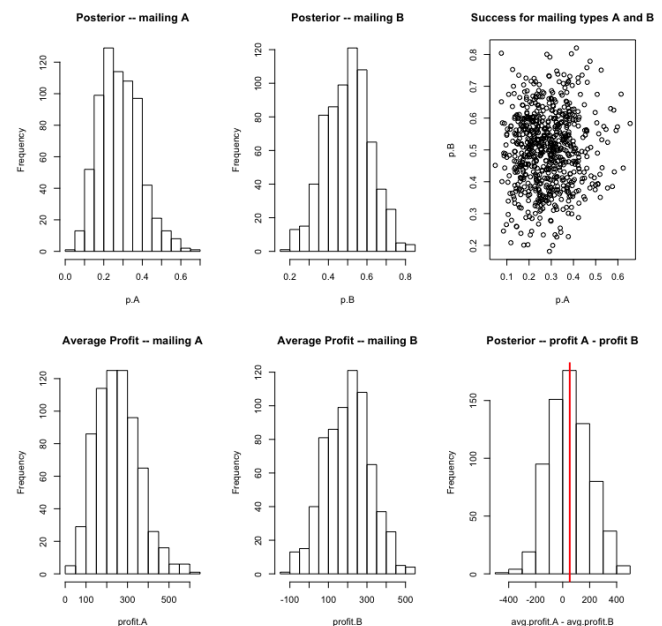 Posterior -- mailing A
Frequency
0 20 40 60 80 100 120
0.0 0.2 0.4 0.6
p.A
Posterior -- mailing B
Frequency
0 20 40 60 80 100 120
0.2 0.4 0.6 0.8
p.B
Success for mailing types A and B
p.B
0.2 0.3 0.4 0.5 0.6 0.7 0.8
0.1 0.2 0.3 0.4 0.5 0.6
p.A
Average Profit -- mailing A
Frequency
0 20 40 60 80 100 120
0 100 300 500
profit.A
Average Profit -- mailing B
Frequency
0 20 40 60 80 100 120
-100 100 300 500
profit.B
Posterior -- profit A - profit B
Frequency
0 50 100 150
-400 -200 0 200 400
avg.profit.A - avg.profit.B